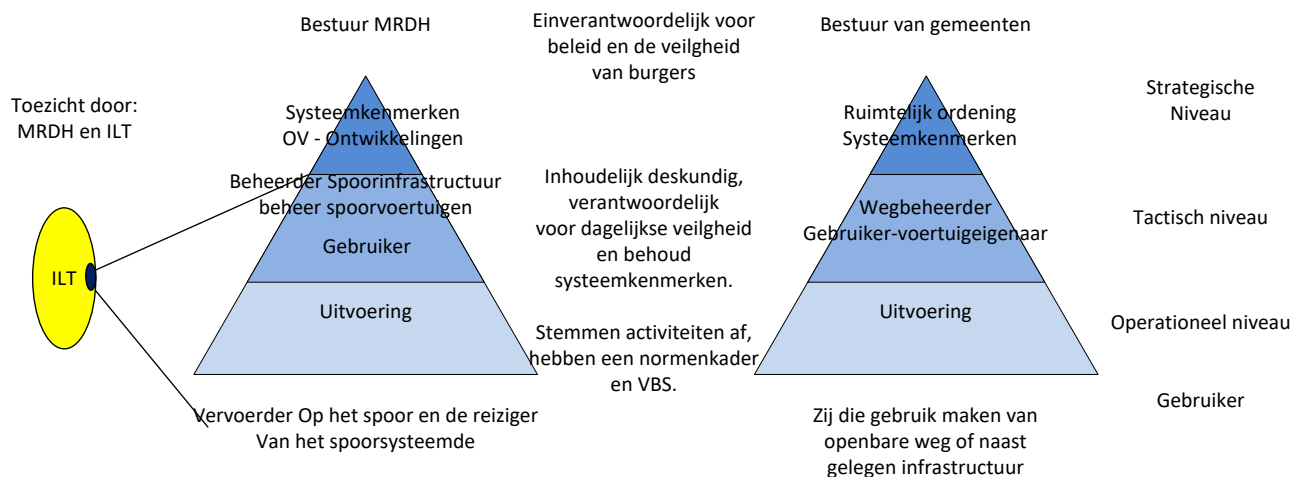 Bestuur MRDH
Einverantwoordelijk voor
beleid en de veilgheid
van burgers
Bestuur van gemeenten
Toezicht door:
MRDH en ILT
Systeemkenmerken
OV - Ontwikkelingen
Ruimtelijk ordening
Systeemkenmerken
Strategische
Niveau
Beheerder Spoorinfrastructuur
beheer spoorvoertuigen
Gebruiker
Inhoudelijk deskundig,
verantwoordelijk
voor dagelijkse veilgheid
en behoud
systeemkenmerken.
Wegbeheerder
Gebruiker-voertuigeigenaar
Tactisch niveau
ILT
Uitvoering
Stemmen activiteiten af,
hebben een normenkader
en VBS.
Uitvoering
Operationeel niveau
Vervoerder Op het spoor en de reiziger
Van het spoorsysteemde
Zij die gebruik maken van
openbare weg of naast
gelegen infrastructuur
Gebruiker